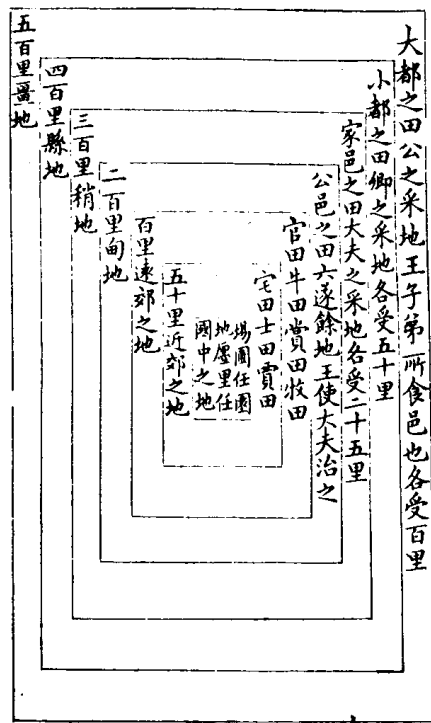 大都之田公之采地王子弟所食邑也各受百里
小都之田卿之采地各受五十里
家邑之田大夫之采地各受二十五里
公邑之田六遂餘地王使大夫治之
官田牛田賞田牧田
宅田士田賈田
場圃任園
地廛里任
國中之地
五十里近郊之地
百里遠郊之地
二百里甸地
三百里稍地
四百里縣地
五百里畺地